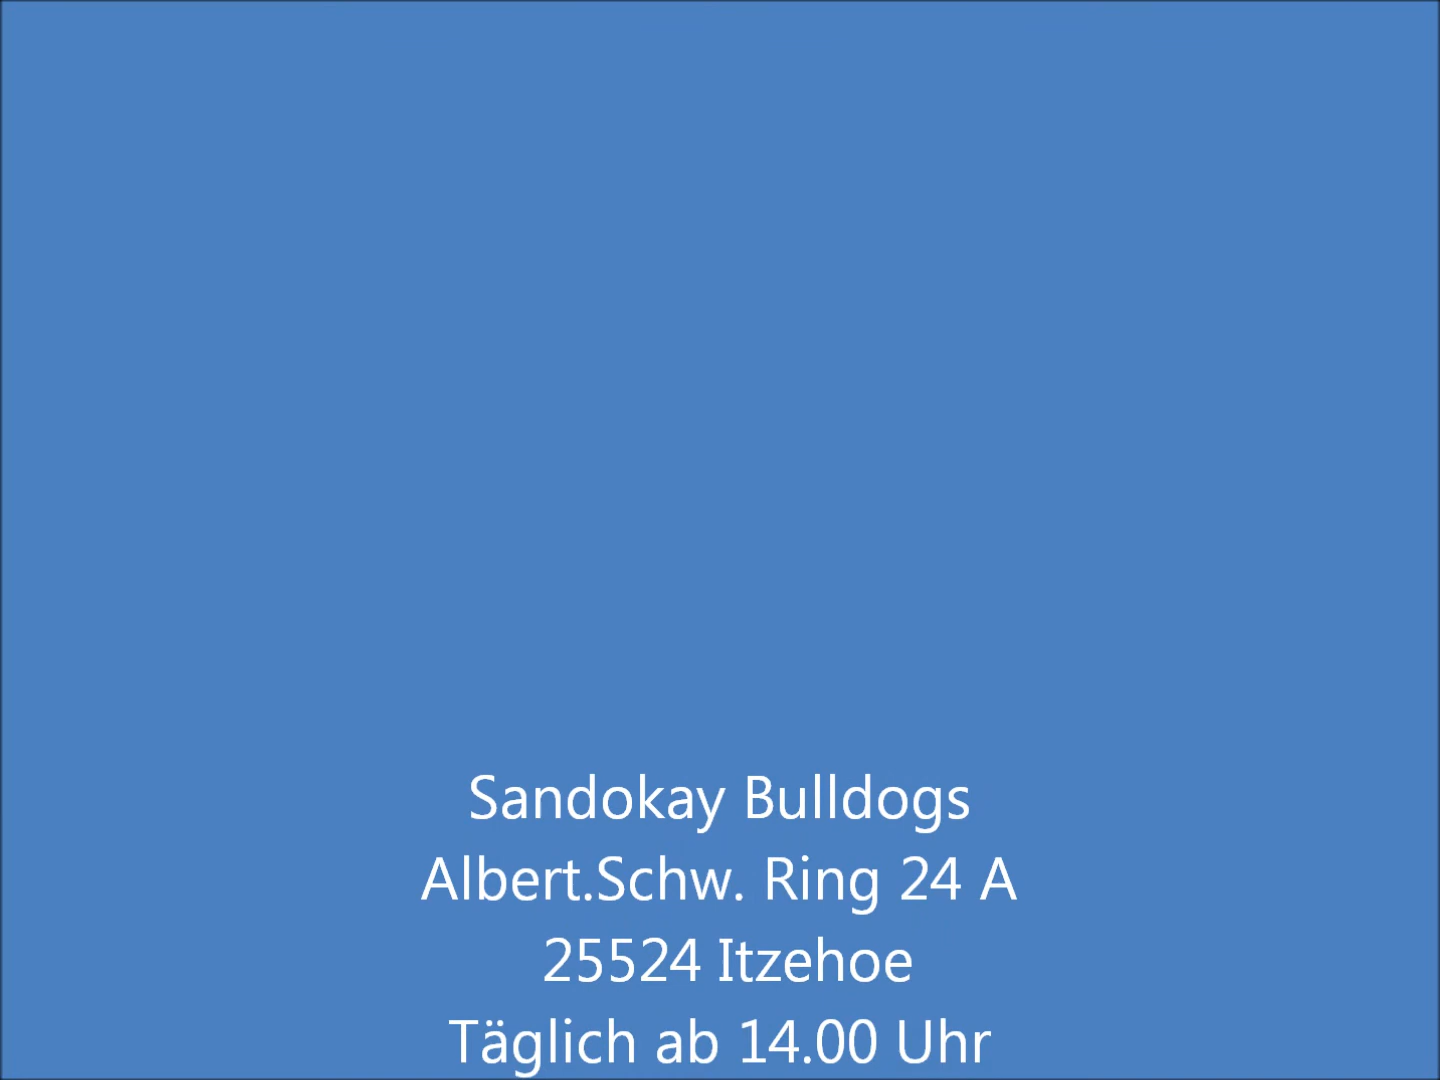 Sandokay Bulldogs
Albert.Schw. Ring 24 A
25524 Itzehoe
Täglich ab 14.00 Uhr